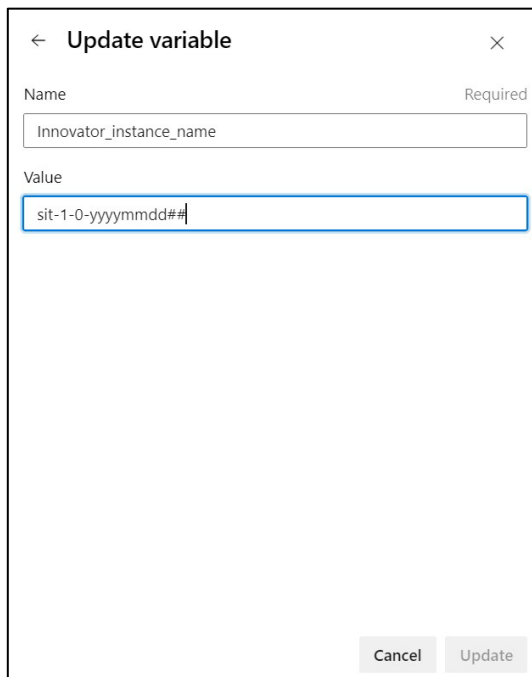 ← Update variable
Name Required
Innovator_instance_name
Value
sit-1-0-yyyymmdd##
Cancel Update